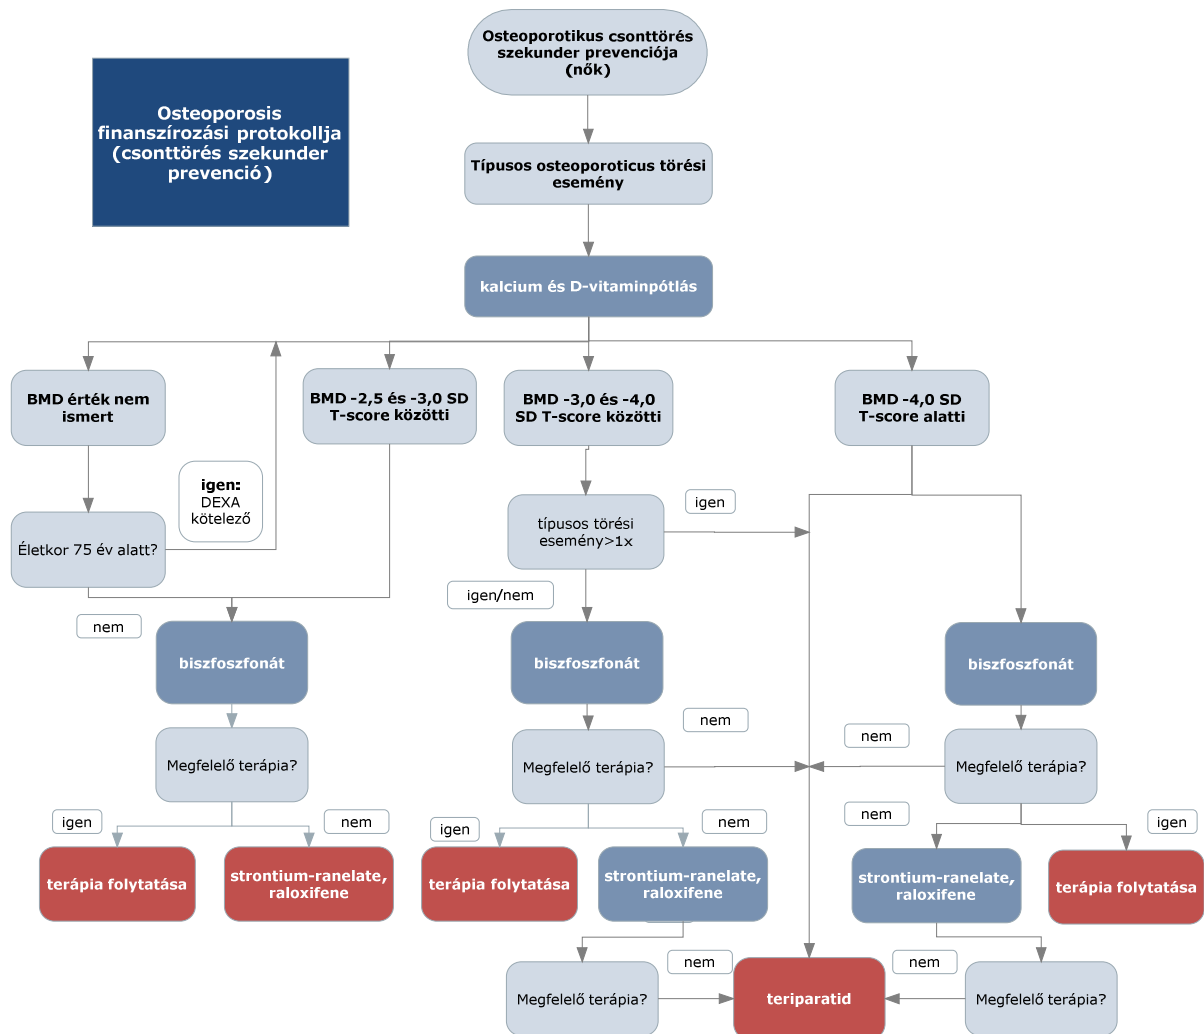 Osteoporotikus csonttörés
szekunder prevenciója
(nők)
Osteoporosis
finanszírozási protokollja
(csonttörés szekunder
prevenció)
Típusos osteoporoticus törési
esemény
kalcium és D-vitaminpótlás
BMD érték nem
ismert
BMD -2,5 és -3,0 SD
T-score közötti
BMD -3,0 és -4,0
SD T-score közötti
BMD -4,0 SD
T-score alatti
igen:
DEXA
kötelező
igen
Életkor 75 év alatt?
típusos törési
esemény>1x
igen/nem
nem
biszfoszfonát
biszfoszfonát
biszfoszfonát
nem
nem
Megfelelő terápia?
Megfelelő terápia?
Megfelelő terápia?
igen
nem
igen
nem
nem
igen
terápia folytatása
strontium-ranelate,
raloxifene
terápia folytatása
strontium-ranelate,
raloxifene
strontium-ranelate,
raloxifene
terápia folytatása
nem
nem
Megfelelő terápia?
teriparatid
Megfelelő terápia?